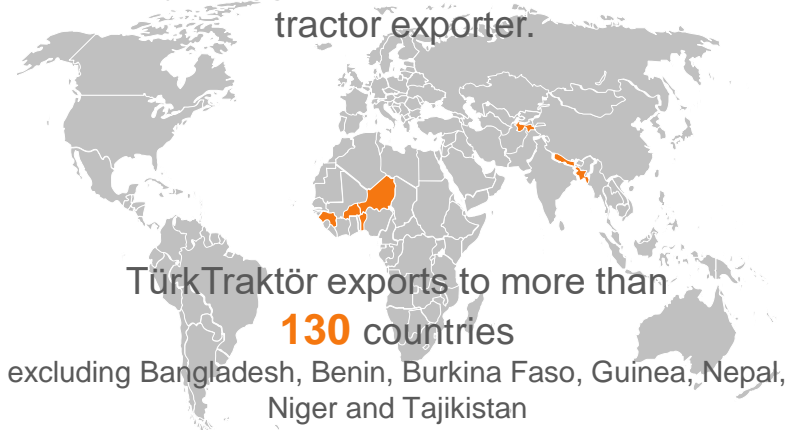 tractor exporter.
TürkTraktör exports to more than
130 countries
excluding Bangladesh, Benin, Burkina Faso, Guinea, Nepal,
Niger and Tajikistan